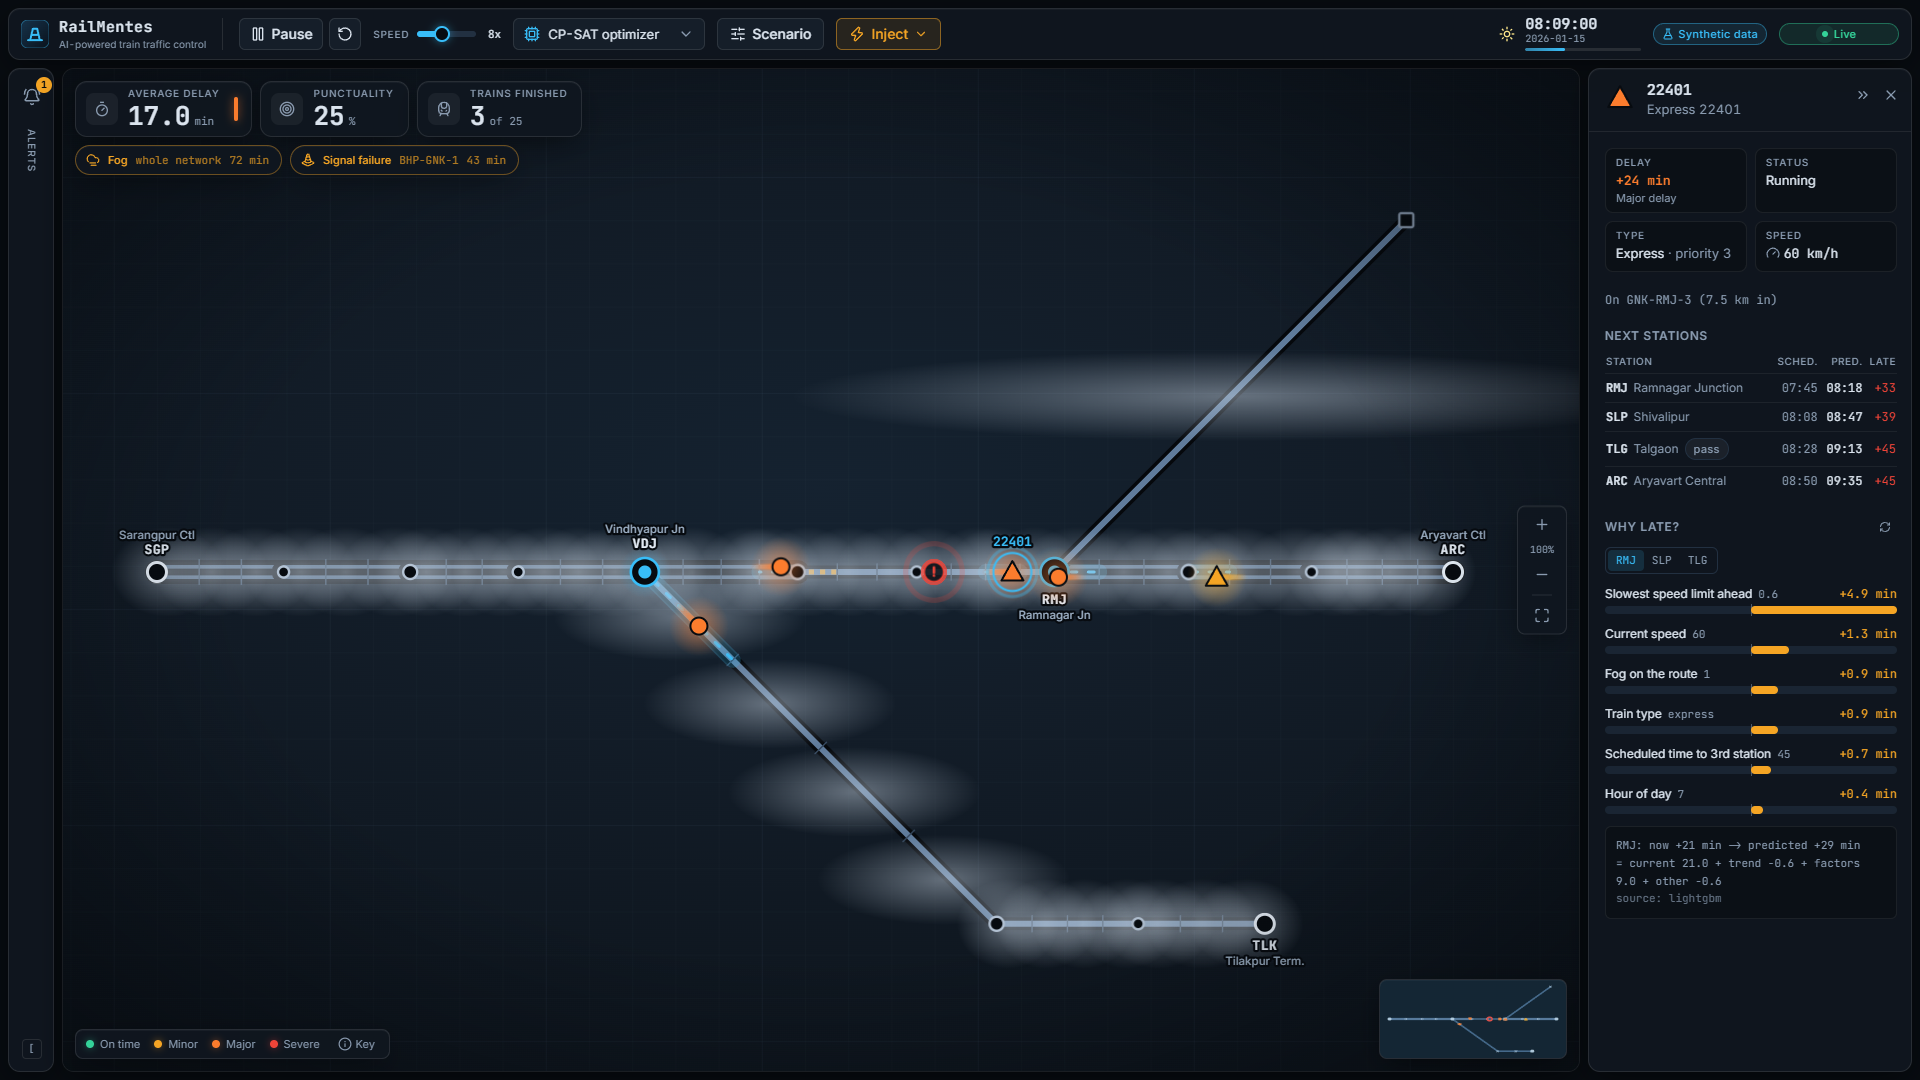 RailMentes
AI-powered train traffic control
Pause
SPEED 8x
CP-SAT optimizer
Scenario
Inject
08:09:00
2026-01-15
Synthetic data
Live
1
ALERTS
[
AVERAGE DELAY
17.0 min
PUNCTUALITY
25 %
TRAINS FINISHED
3 of 25
Fog whole network 72 min
Signal failure BHP-GNK-1 43 min
Sarangpur Ctl
SGP
Vindhyapur Jn
VDJ
22401
!
RMJ
Ramnagar Jn
Aryavart Ctl
ARC
TLK
Tilakpur Term.
+
100%
−
On time
Minor
Major
Severe
Key
22401
Express 22401
DELAY
+24 min
Major delay
STATUS
Running
TYPE
Express · priority 3
SPEED
60 km/h
On GNK-RMJ-3 (7.5 km in)
NEXT STATIONS
STATION SCHED. PRED. LATE
RMJ Ramnagar Junction 07:45 08:18 +33
SLP Shivalipur 08:08 08:47 +39
TLG Talgaon pass 08:28 09:13 +45
ARC Aryavart Central 08:50 09:35 +45
WHY LATE?
RMJ SLP TLG
Slowest speed limit ahead 0.6 +4.9 min
Current speed 60 +1.3 min
Fog on the route 1 +0.9 min
Train type express +0.9 min
Scheduled time to 3rd station 45 +0.7 min
Hour of day 7 +0.4 min
RMJ: now +21 min → predicted +29 min
= current 21.0 + trend -0.6 + factors
9.0 + other -0.6
source: lightgbm